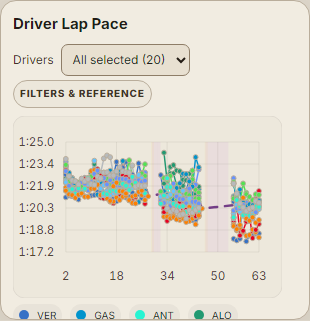 Driver Lap Pace
Drivers All selected (20)
FILTERS & REFERENCE
1:25.0
1:23.4
1:21.9
1:20.3
1:18.8
1:17.2
2 18 34 50 63
VER GAS ANT ALO